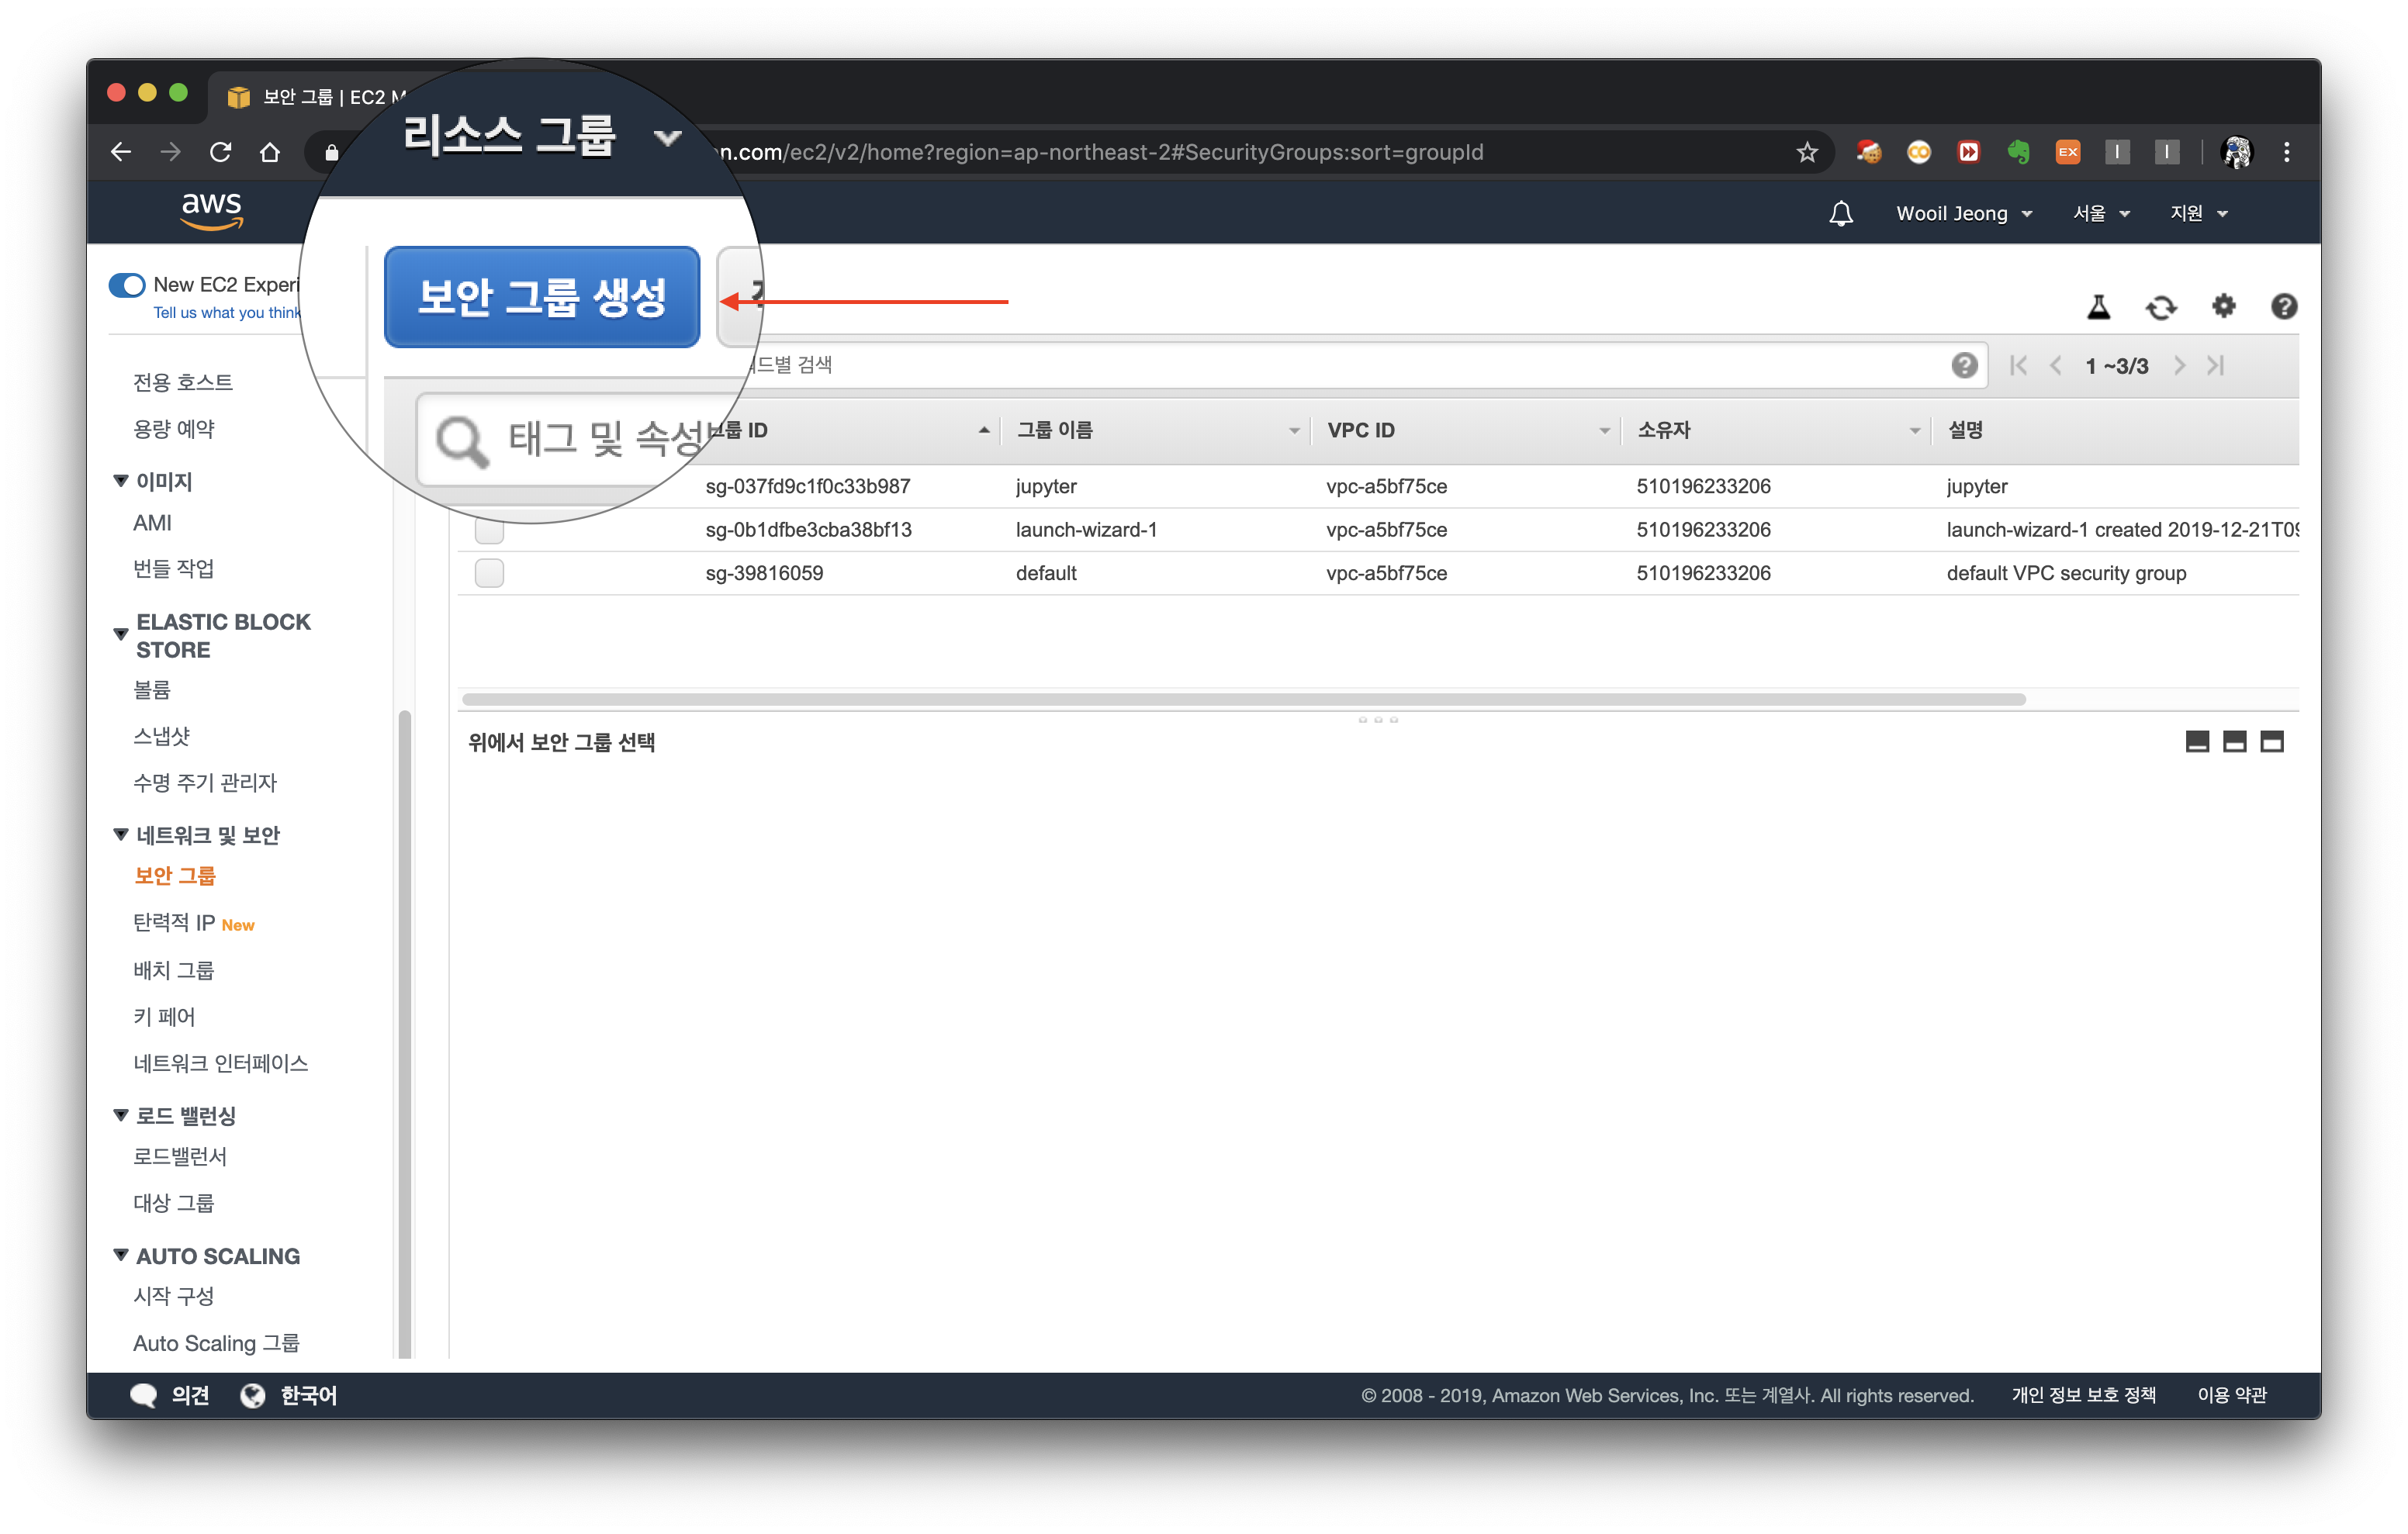 보안 그룹 | EC2 M
n.com/ec2/v2/home?region=ap-northeast-2#SecurityGroups:sort=groupId
EX
aws
리소스 그룹
Wooil Jeong
서울
지원
New EC2 Experi
Tell us what you think
보안 그룹 생성
태그 및 속성
드별 검색
1 ~3/3
그룹 ID 그룹 이름 VPC ID 소유자 설명
sg-037fd9c1f0c33b987 jupyter vpc-a5bf75ce 510196233206 jupyter
sg-0b1dfbe3cba38bf13 launch-wizard-1 vpc-a5bf75ce 510196233206 launch-wizard-1 created 2019-12-21T09
sg-39816059 default vpc-a5bf75ce 510196233206 default VPC security group
위에서 보안 그룹 선택
전용 호스트
용량 예약
이미지
AMI
번들 작업
ELASTIC BLOCK
STORE
볼륨
스냅샷
수명 주기 관리자
네트워크 및 보안
보안 그룹
탄력적 IP New
배치 그룹
키 페어
네트워크 인터페이스
로드 밸런싱
로드밸런서
대상 그룹
AUTO SCALING
시작 구성
Auto Scaling 그룹
의견
한국어
© 2008 - 2019, Amazon Web Services, Inc. 또는 계열사. All rights reserved.
개인 정보 보호 정책
이용 약관